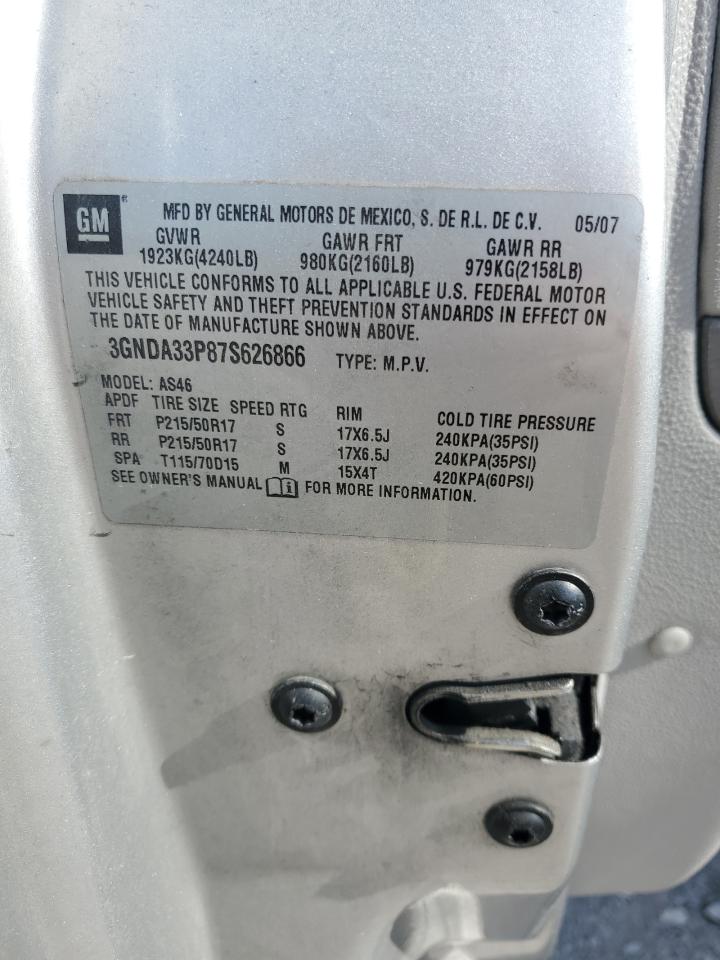 GM®
MFD BY GENERAL MOTORS DE MEXICO, S. DE R.L. DE C.V. 05/07
GVWR GAWR FRT GAWR RR
1923KG(4240LB) 980KG(2160LB) 979KG(2158LB)
THIS VEHICLE CONFORMS TO ALL APPLICABLE U.S. FEDERAL MOTOR
VEHICLE SAFETY AND THEFT PREVENTION STANDARDS IN EFFECT ON
THE DATE OF MANUFACTURE SHOWN ABOVE.
3GNDA33P87S626866 TYPE: M.P.V.
MODEL: AS46
APDF TIRE SIZE SPEED RTG RIM COLD TIRE PRESSURE
FRT P215/50R17 S 17X6.5J 240KPA(35PSI)
RR P215/50R17 S 17X6.5J 240KPA(35PSI)
SPA T115/70D15 M 15X4T 420KPA(60PSI)
SEE OWNER'S MANUAL i FOR MORE INFORMATION.